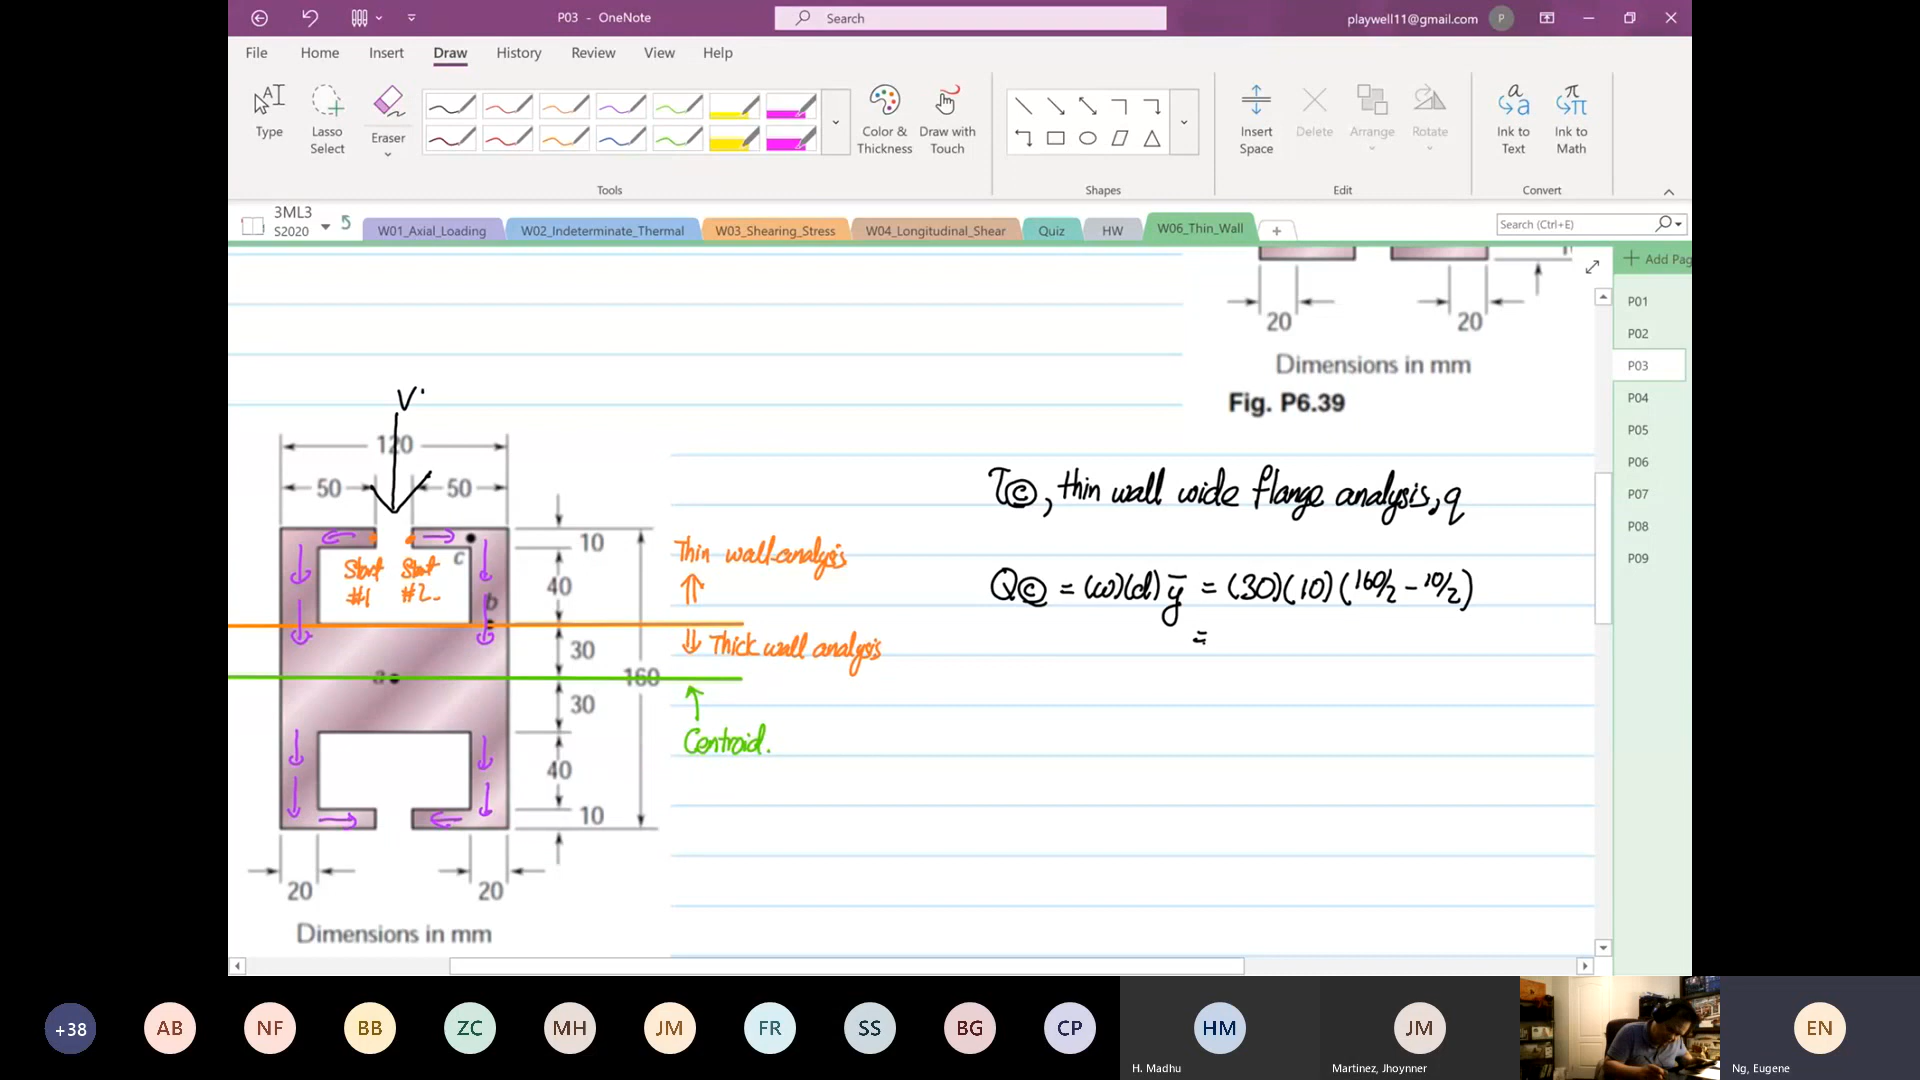 P03 - OneNote
Search
playwell11@gmail.com
P
File
Home
Insert
Draw
History
Review
View
Help
Type
Lasso Select
Eraser
Color & Thickness
Draw with Touch
Insert Space
Delete
Arrange
Rotate
Ink to Text
Ink to Math
Tools
Shapes
Edit
Convert
3ML3 S2020
W01_Axial_Loading
W02_Indeterminate_Thermal
W03_Shearing_Stress
W04_Longitudinal_Shear
Quiz
HW
W06_Thin_Wall
Search (Ctrl+E)
Add Pag
P01
P02
P03
P04
P05
P06
P07
P08
P09
20
20
Dimensions in mm
Fig. P6.39
V
120
50
50
10
40
30
160
30
40
10
c
b
a
Start #1
Start #2
20
20
Dimensions in mm
Thin wall analysis
⇑
⇓ Thick wall analysis
↑
Centroid.
τ©, thin wall wide flange analysis, q
Q© = (w)(d) ȳ = (30)(10)(160/2 - 10/2)
=
+38
AB
NF
BB
ZC
MH
JM
FR
SS
BG
CP
HM
H. Madhu
JM
Martinez, Jhoynner
EN
Ng, Eugene